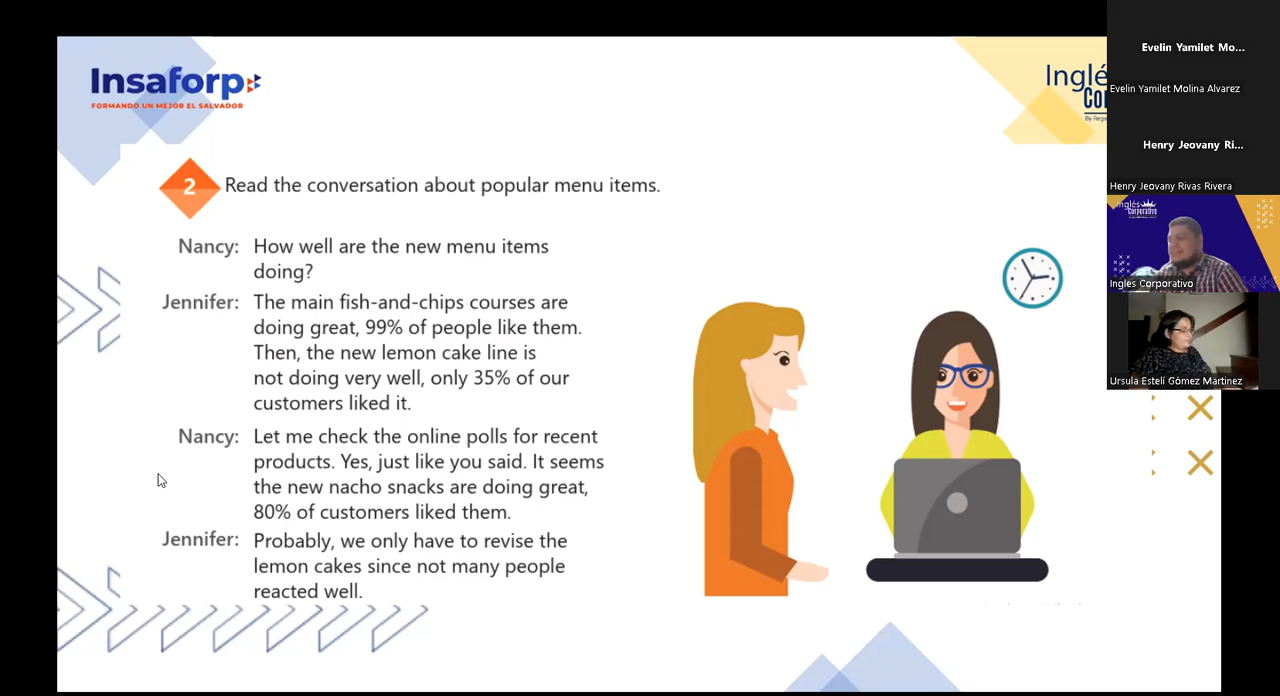 Insaforp
FORMANDO UN MEJOR EL SALVADOR
Inglé
Co
By Rega
2 Read the conversation about popular menu items.
Nancy: How well are the new menu items
doing?
Jennifer: The main fish-and-chips courses are
doing great, 99% of people like them.
Then, the new lemon cake line is
not doing very well, only 35% of our
customers liked it.
Nancy: Let me check the online polls for recent
products. Yes, just like you said. It seems
the new nacho snacks are doing great,
80% of customers liked them.
Jennifer: Probably, we only have to revise the
lemon cakes since not many people
reacted well.
Evelin Yamilet Mo...
Evelin Yamilet Molina Alvarez
Henry Jeovany Ri...
Henry Jeovany Rivas Rivera
Inglés
Corporativo
Ingles Corporativo
Ursula Estelí Gómez Martinez